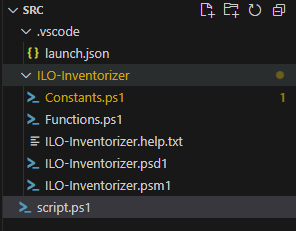 SRC
.vscode
{} launch.json
ILO-Inventorizer
Constants.ps1 1
Functions.ps1
ILO-Inventorizer.help.txt
ILO-Inventorizer.psd1
ILO-Inventorizer.psm1
script.ps1